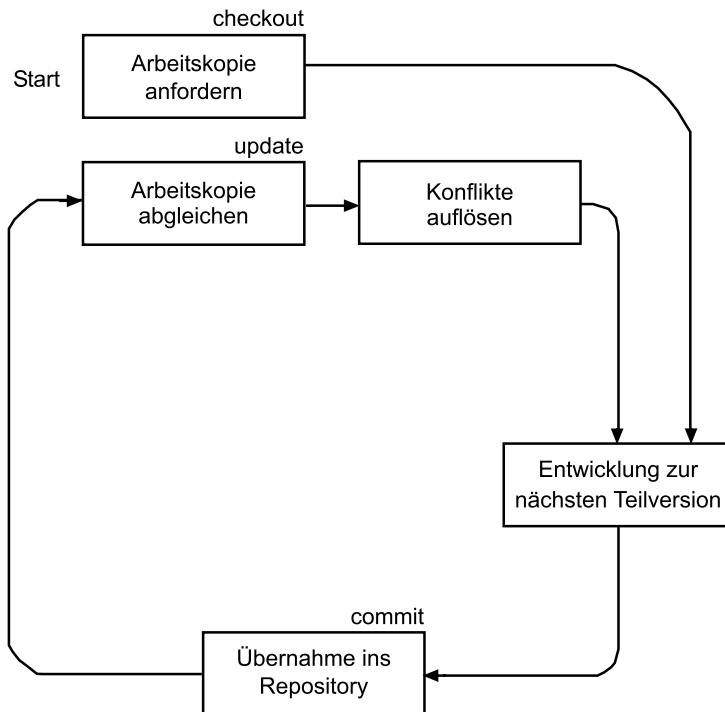 checkout
Start
Arbeitskopie
anfordern
update
Arbeitskopie
abgleichen
Konflikte
auflösen
Entwicklung zur
nächsten Teilversion
commit
Übernahme ins
Repository